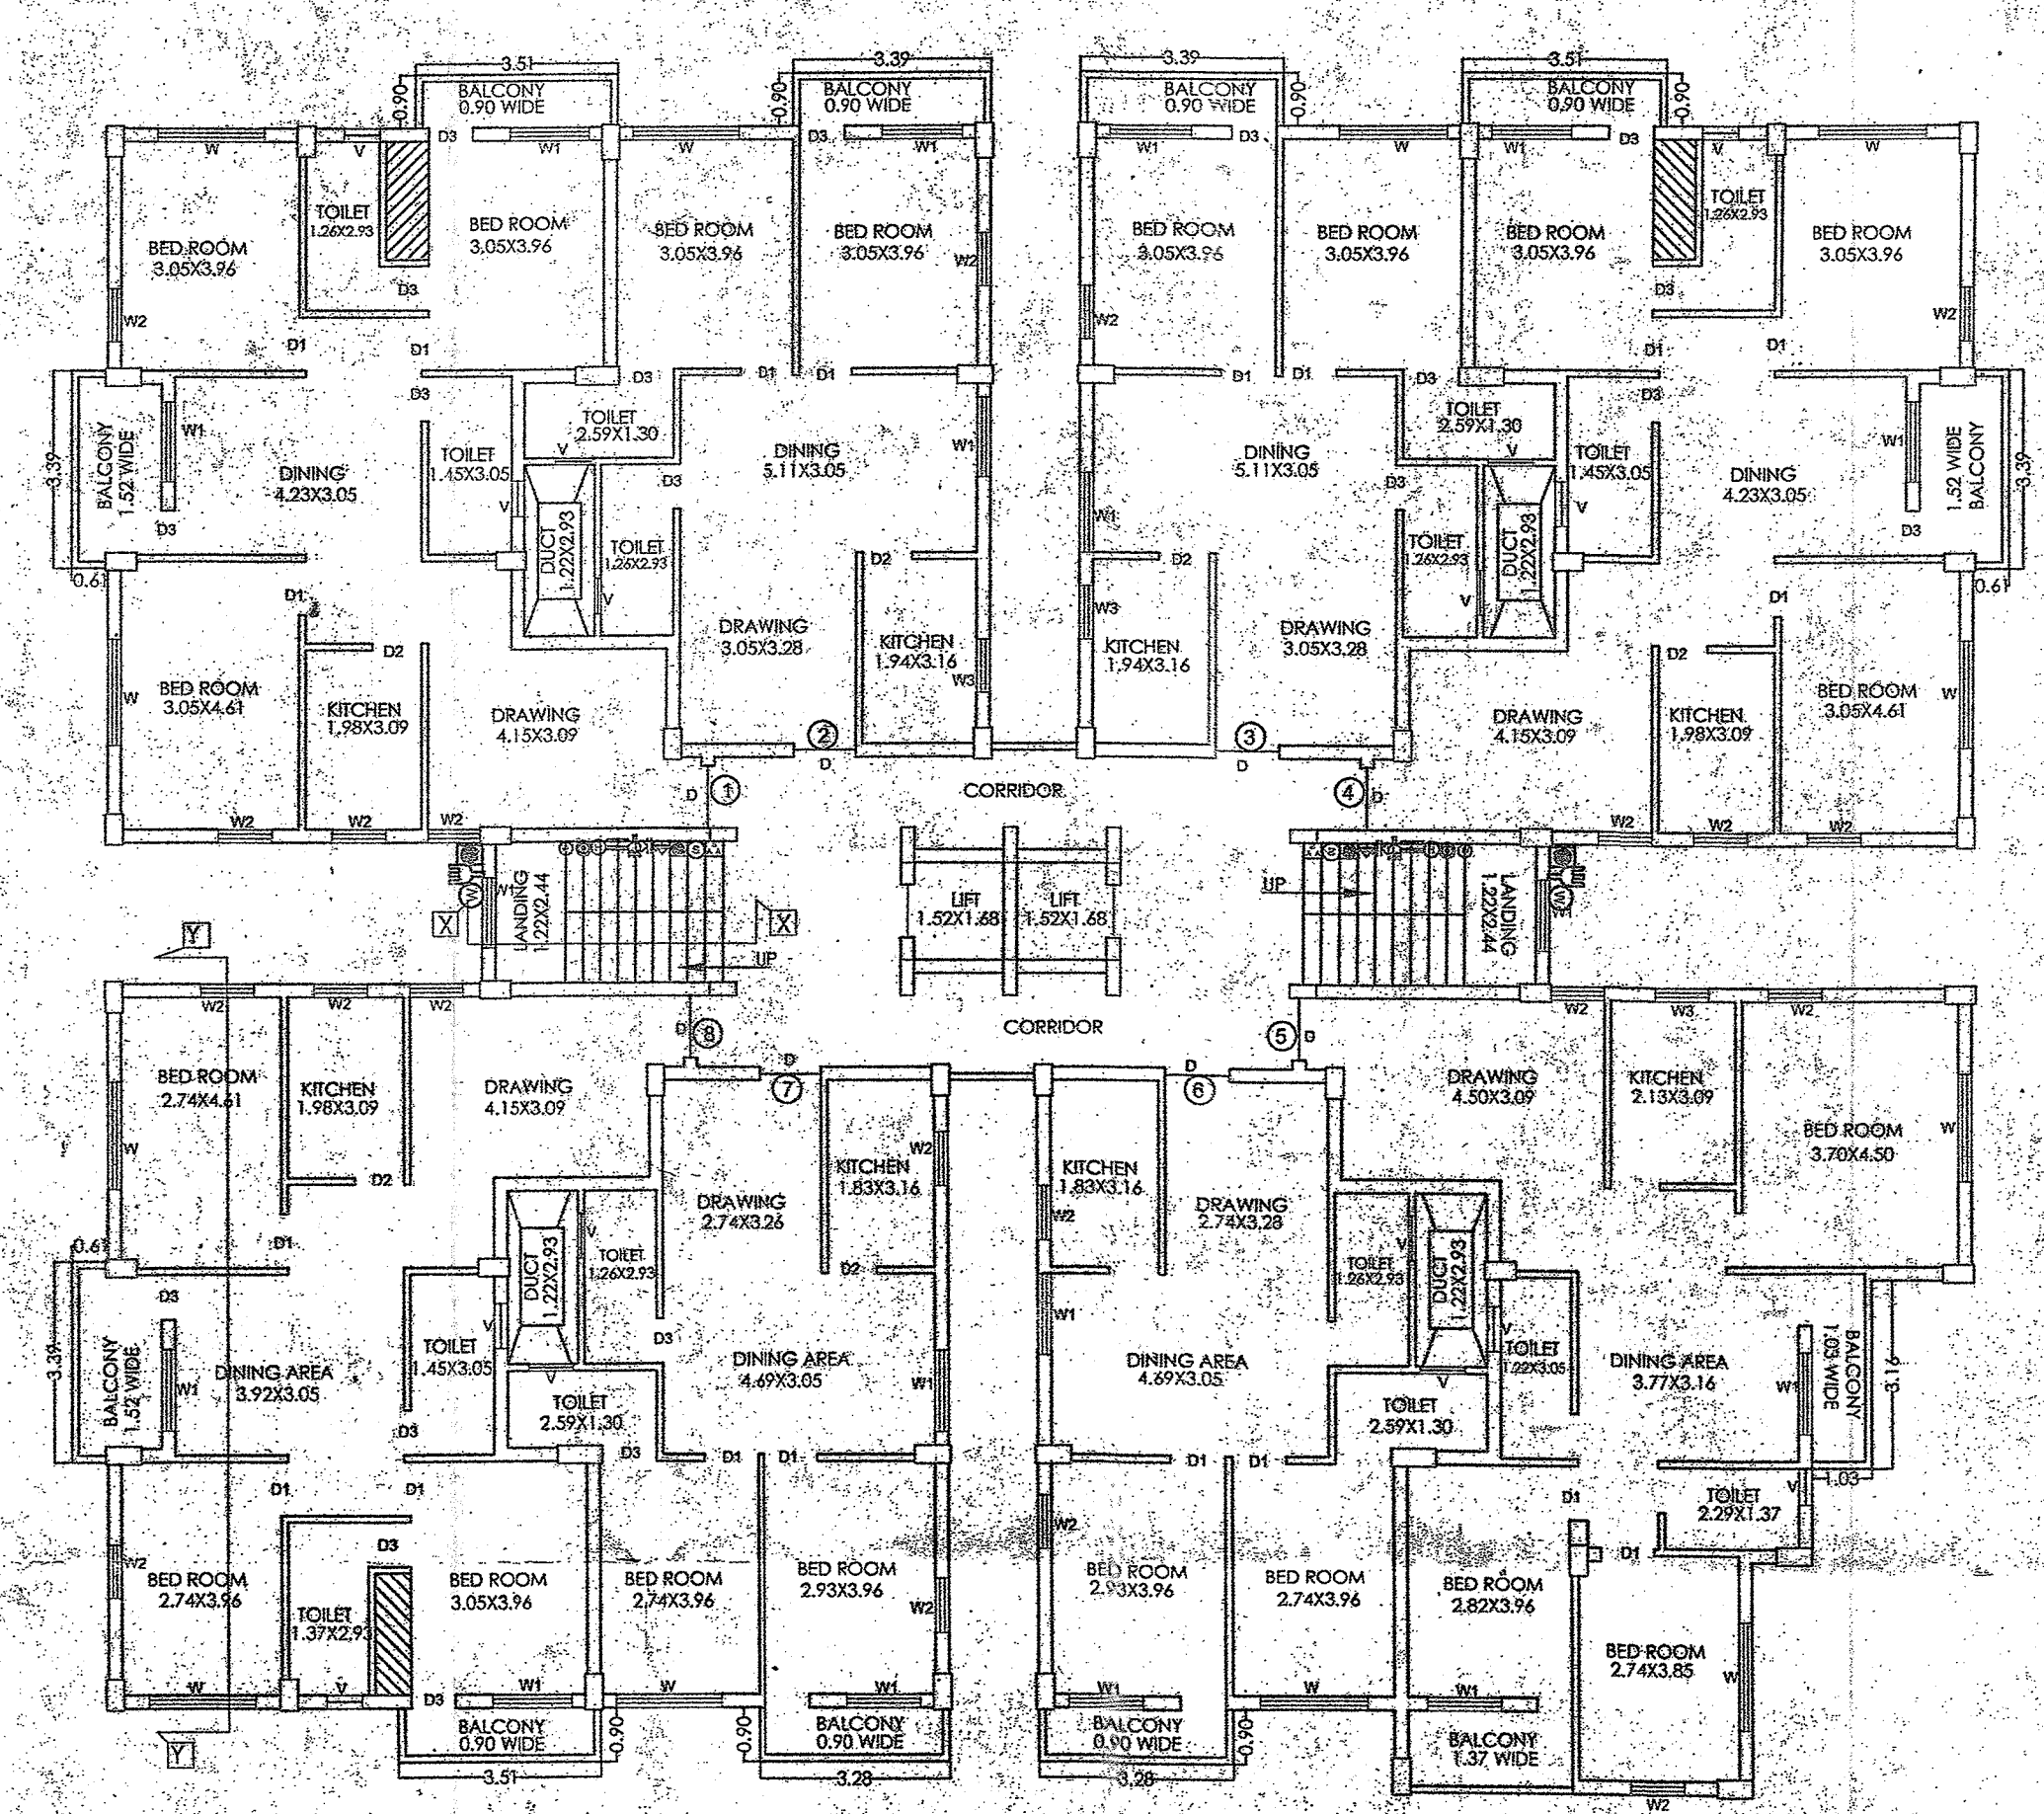 3.51
3.39
3.39
3.51
0.90
BALCONY
0.90 WIDE
0.90
BALCONY
0.90 WIDE
BALCONY
0.90 WIDE
0.90
BALCONY
0.90 WIDE
0.90
W
V
D3
W1
W
D3
W1
W1
D3
W
W1
D3
V
W
BED ROOM
3.05X3.96
TOILET
1.26X2.93
BED ROOM
3.05X3.96
BED ROOM
3.05X3.96
BED ROOM
3.05X3.96
BED ROOM
3.05X3.96
BED ROOM
3.05X3.96
BED ROOM
3.05X3.96
TOILET
1.26X2.93
BED ROOM
3.05X3.96
W2
D3
W2
D3
W2
W2
W2
D1
D1
D1
D1
D3
D1
D1
D1
D1
D3
D3
D3
D3
3.39
BALCONY
1.52 WIDE
W1
D3
DINING
4.23X3.05
TOILET
1.45X3.05
V
TOILET
2.59X1.30
V
D3
DINING
5.11X3.05
W1
DINING
5.11X3.05
W1
TOILET
2.59X1.30
V
D3
TOILET
1.45X3.05
V
DINING
4.23X3.05
W1
D3
1.52 WIDE
BALCONY
3.39
0.61
DUCT
1.22X2.93
TOILET
1.26X2.93
V
D2
D2
TOILET
1.26X2.93
V
DUCT
1.22X2.93
0.61
D1
DRAWING
3.05X3.28
KITCHEN
1.94X3.16
W3
W3
KITCHEN
1.94X3.16
DRAWING
3.05X3.28
D1
D2
D2
W
BED ROOM
3.05X4.61
KITCHEN
1.98X3.09
DRAWING
4.15X3.09
DRAWING
4.15X3.09
KITCHEN
1.98X3.09
BED ROOM
3.05X4.61
W
2
D
3
D
D
1
CORRIDOR
4
D
W2
W2
W2
W2
W2
W2
W1
LANDING
1.22X2.44
X
X
UP
W
LIFT
1.52X1.68
LIFT
1.52X1.68
UP
LANDING
1.22X2.44
W
Y
W2
W2
W2
D
8
CORRIDOR
5
D
W2
W3
W2
D
7
D
6
BED ROOM
2.74X4.61
W
KITCHEN
1.98X3.09
D2
DRAWING
4.15X3.09
DRAWING
4.50X3.09
KITCHEN
2.13X3.09
BED ROOM
3.70X4.50
W
DRAWING
2.74X3.26
KITCHEN
1.83X3.16
W2
KITCHEN
1.83X3.16
W2
DRAWING
2.74X3.28
0.61
D1
D3
DUCT
1.22X2.93
V
TOILET
1.26X2.93
D2
TOILET
1.26X2.93
V
DUCT
1.22X2.93
3.39
BALCONY
1.52 WIDE
W1
DINING AREA
3.92X3.05
TOILET
1.45X3.05
V
D3
V
D3
DINING AREA
4.69X3.05
W1
W1
DINING AREA
4.69X3.05
V
V
TOILET
1.22X3.05
DINING AREA
3.77X3.16
W1
BALCONY
1.03 WIDE
3.16
TOILET
2.59X1.30
TOILET
2.59X1.30
D1
D1
D3
D1
D1
D1
D1
D1
V
1.03
TOILET
2.29X1.37
D1
D3
W2
W2
W2
BED ROOM
2.74X3.96
TOILET
1.37X2.93
BED ROOM
3.05X3.96
BED ROOM
2.74X3.96
BED ROOM
2.93X3.96
BED ROOM
2.93X3.96
BED ROOM
2.74X3.96
BED ROOM
2.82X3.96
BED ROOM
2.74X3.85
W
W
V
D3
W1
W
W1
W1
W
W1
BALCONY
0.90 WIDE
0.90
0.90
BALCONY
0.90 WIDE
BALCONY
0.90 WIDE
0.90
BALCONY
1.37 WIDE
Y
3.51
3.28
3.28
W2